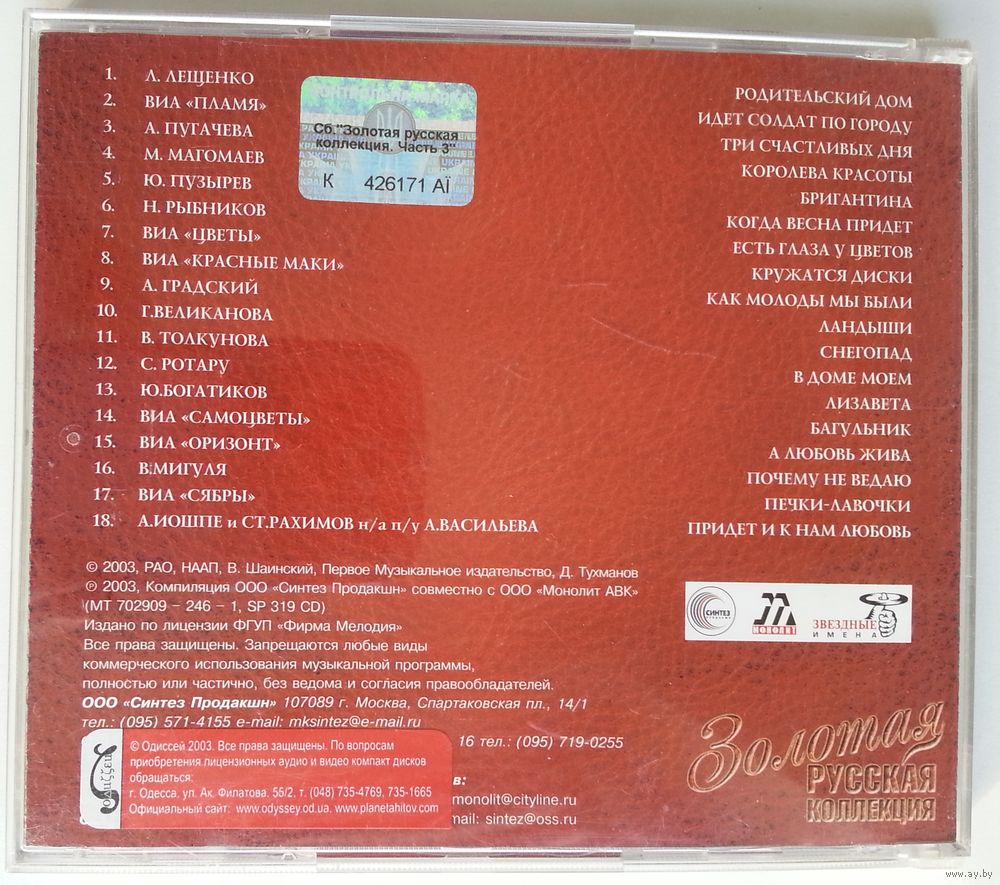 1. Л. ЛЕЩЕНКО РОДИТЕЛЬСКИЙ ДОМ
2. ВИА «ПЛАМЯ» ИДЕТ СОЛДАТ ПО ГОРОДУ
3. А. ПУГАЧЕВА ТРИ СЧАСТЛИВЫХ ДНЯ
4. М. МАГОМАЕВ КОРОЛЕВА КРАСОТЫ
5. Ю. ПУЗЫРЕВ БРИГАНТИНА
6. Н. РЫБНИКОВ КОГДА ВЕСНА ПРИДЕТ
7. ВИА «ЦВЕТЫ» ЕСТЬ ГЛАЗА У ЦВЕТОВ
8. ВИА «КРАСНЫЕ МАКИ» КРУЖАТСЯ ДИСКИ
9. А. ГРАДСКИЙ КАК МОЛОДЫ МЫ БЫЛИ
10. Г.ВЕЛИКАНОВА ЛАНДЫШИ
11. В. ТОЛКУНОВА СНЕГОПАД
12. С. РОТАРУ В ДОМЕ МОЕМ
13. Ю.БОГАТИКОВ ЛИЗАВЕТА
14. ВИА «САМОЦВЕТЫ» БАГУЛЬНИК
15. ВИА «ОРИЗОНТ» А ЛЮБОВЬ ЖИВА
16. В.МИГУЛЯ ПОЧЕМУ НЕ ВЕДАЮ
17. ВИА «СЯБРЫ» ПЕЧКИ-ЛАВОЧКИ
18. А.ИОШПЕ и СТ.РАХИМОВ н/а п/у А.ВАСИЛЬЕВА ПРИДЕТ И К НАМ ЛЮБОВЬ
КОНТРОЛЬНА МАРКА
Сб."Золотая русская
коллекция. Часть 3"
К 426171 АЇ
© 2003, РАО, НААП, В. Шаинский, Первое Музыкальное издательство, Д. Тухманов
℗ 2003, Компиляция ООО «Синтез Продакшн» совместно с ООО «Монолит АВК»
(МТ 702909 – 246 – 1, SP 319 CD)
Издано по лицензии ФГУП «Фирма Мелодия»
Все права защищены. Запрещаются любые виды
коммерческого использования музыкальной программы,
полностью или частично, без ведома и согласия правообладателей.
ООО «Синтез Продакшн» 107089 г. Москва, Спартаковская пл., 14/1
тел.: (095) 571-4155 e-mail: mksintez@e-mail.ru
16 тел.: (095) 719-0255
в:
monolit@cityline.ru
mail: sintez@oss.ru
Одиссей
© Одиссей 2003. Все права защищены. По вопросам
приобретения лицензионных аудио и видео компакт дисков
обращаться:
г. Одесса. ул. Ак. Филатова. 55/2, т. (048) 735-4769, 735-1665
Официальный сайт: www.odyssey.od.ua. www.planetahitov.com
СИНТЕЗ
МОНОЛИТ
ЗВЕЗДНЫЕ
ИМЕНА
Золотая
РУССКАЯ
КОЛЛЕКЦИЯ
www.ay.by